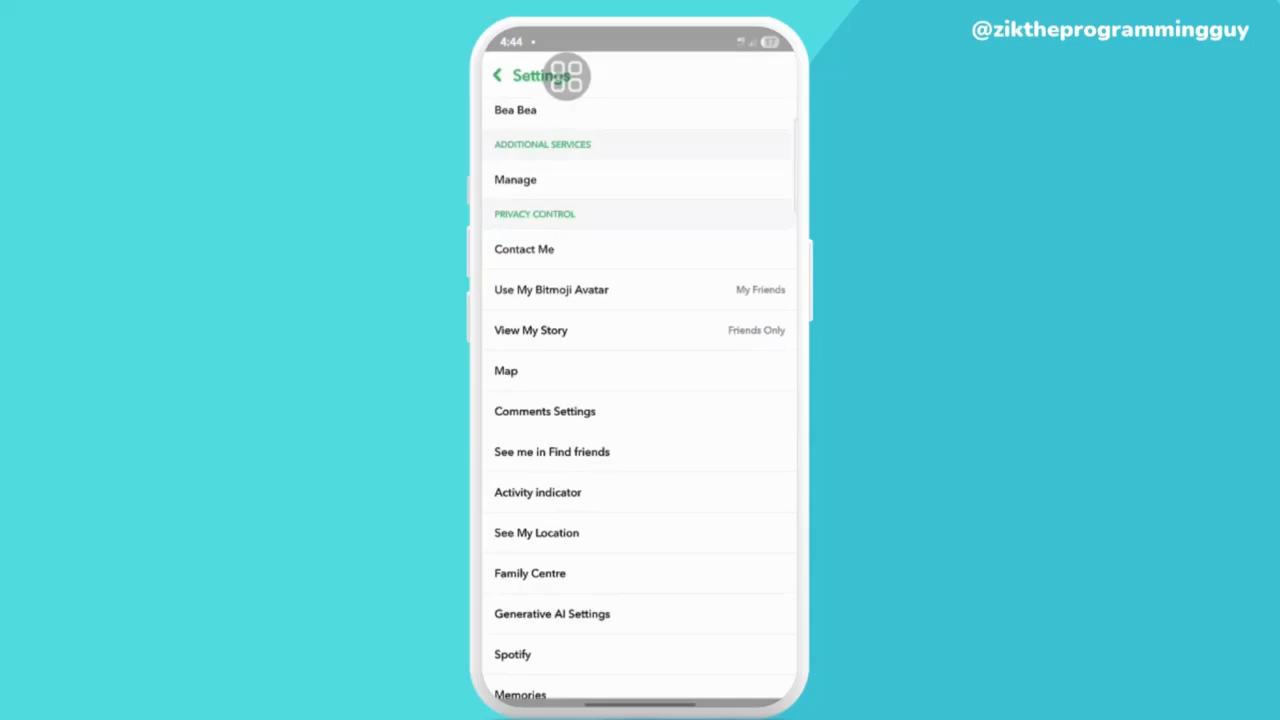 @ziktheprogrammingguy
4:44
Settings
Bea Bea
ADDITIONAL SERVICES
Manage
PRIVACY CONTROL
Contact Me
Use My Bitmoji Avatar My Friends
View My Story Friends Only
Map
Comments Settings
See me in Find friends
Activity indicator
See My Location
Family Centre
Generative AI Settings
Spotify
Memories